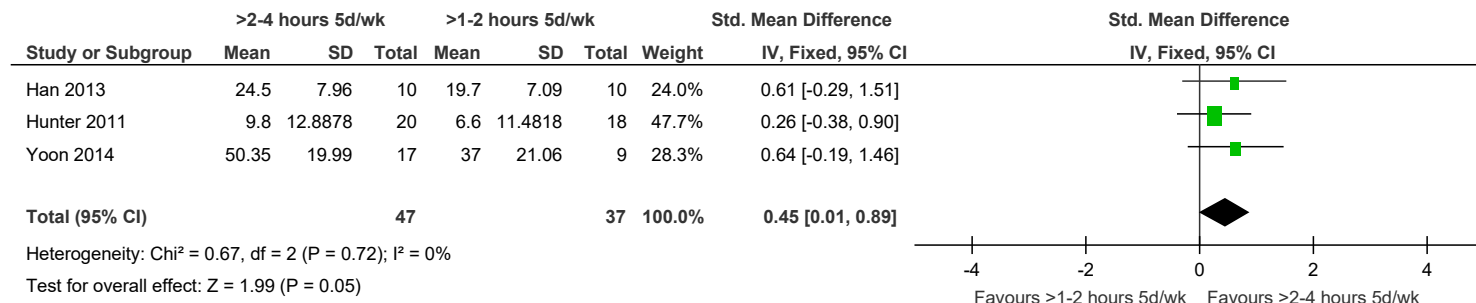 >2-4 hours 5d/wk >1-2 hours 5d/wk Std. Mean Difference Std. Mean Difference
Study or Subgroup Mean SD Total Mean SD Total Weight IV, Fixed, 95% CI IV, Fixed, 95% CI
Han 2013 24.5 7.96 10 19.7 7.09 10 24.0% 0.61 [-0.29, 1.51]
Hunter 2011 9.8 12.8878 20 6.6 11.4818 18 47.7% 0.26 [-0.38, 0.90]
Yoon 2014 50.35 19.99 17 37 21.06 9 28.3% 0.64 [-0.19, 1.46]
Total (95% CI) 47 37 100.0% 0.45 [0.01, 0.89]
Heterogeneity: Chi² = 0.67, df = 2 (P = 0.72); I² = 0%
Test for overall effect: Z = 1.99 (P = 0.05)
-4 -2 0 2 4
Favours >1-2 hours 5d/wk Favours >2-4 hours 5d/wk